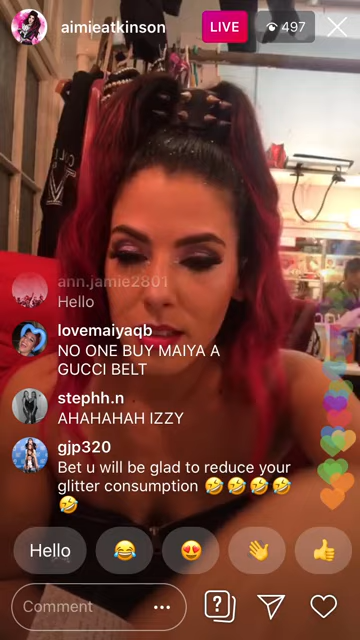 aimieatkinson
LIVE
497
ann.jamie2801
Hello
lovemaiyaqb
NO ONE BUY MAIYA A
GUCCI BELT
stephh.n
AHAHAHAH IZZY
gjp320
Bet u will be glad to reduce your
glitter consumption 🤣🤣🤣🤣
🤣
Hello 😂 😍 👋 👍
Comment